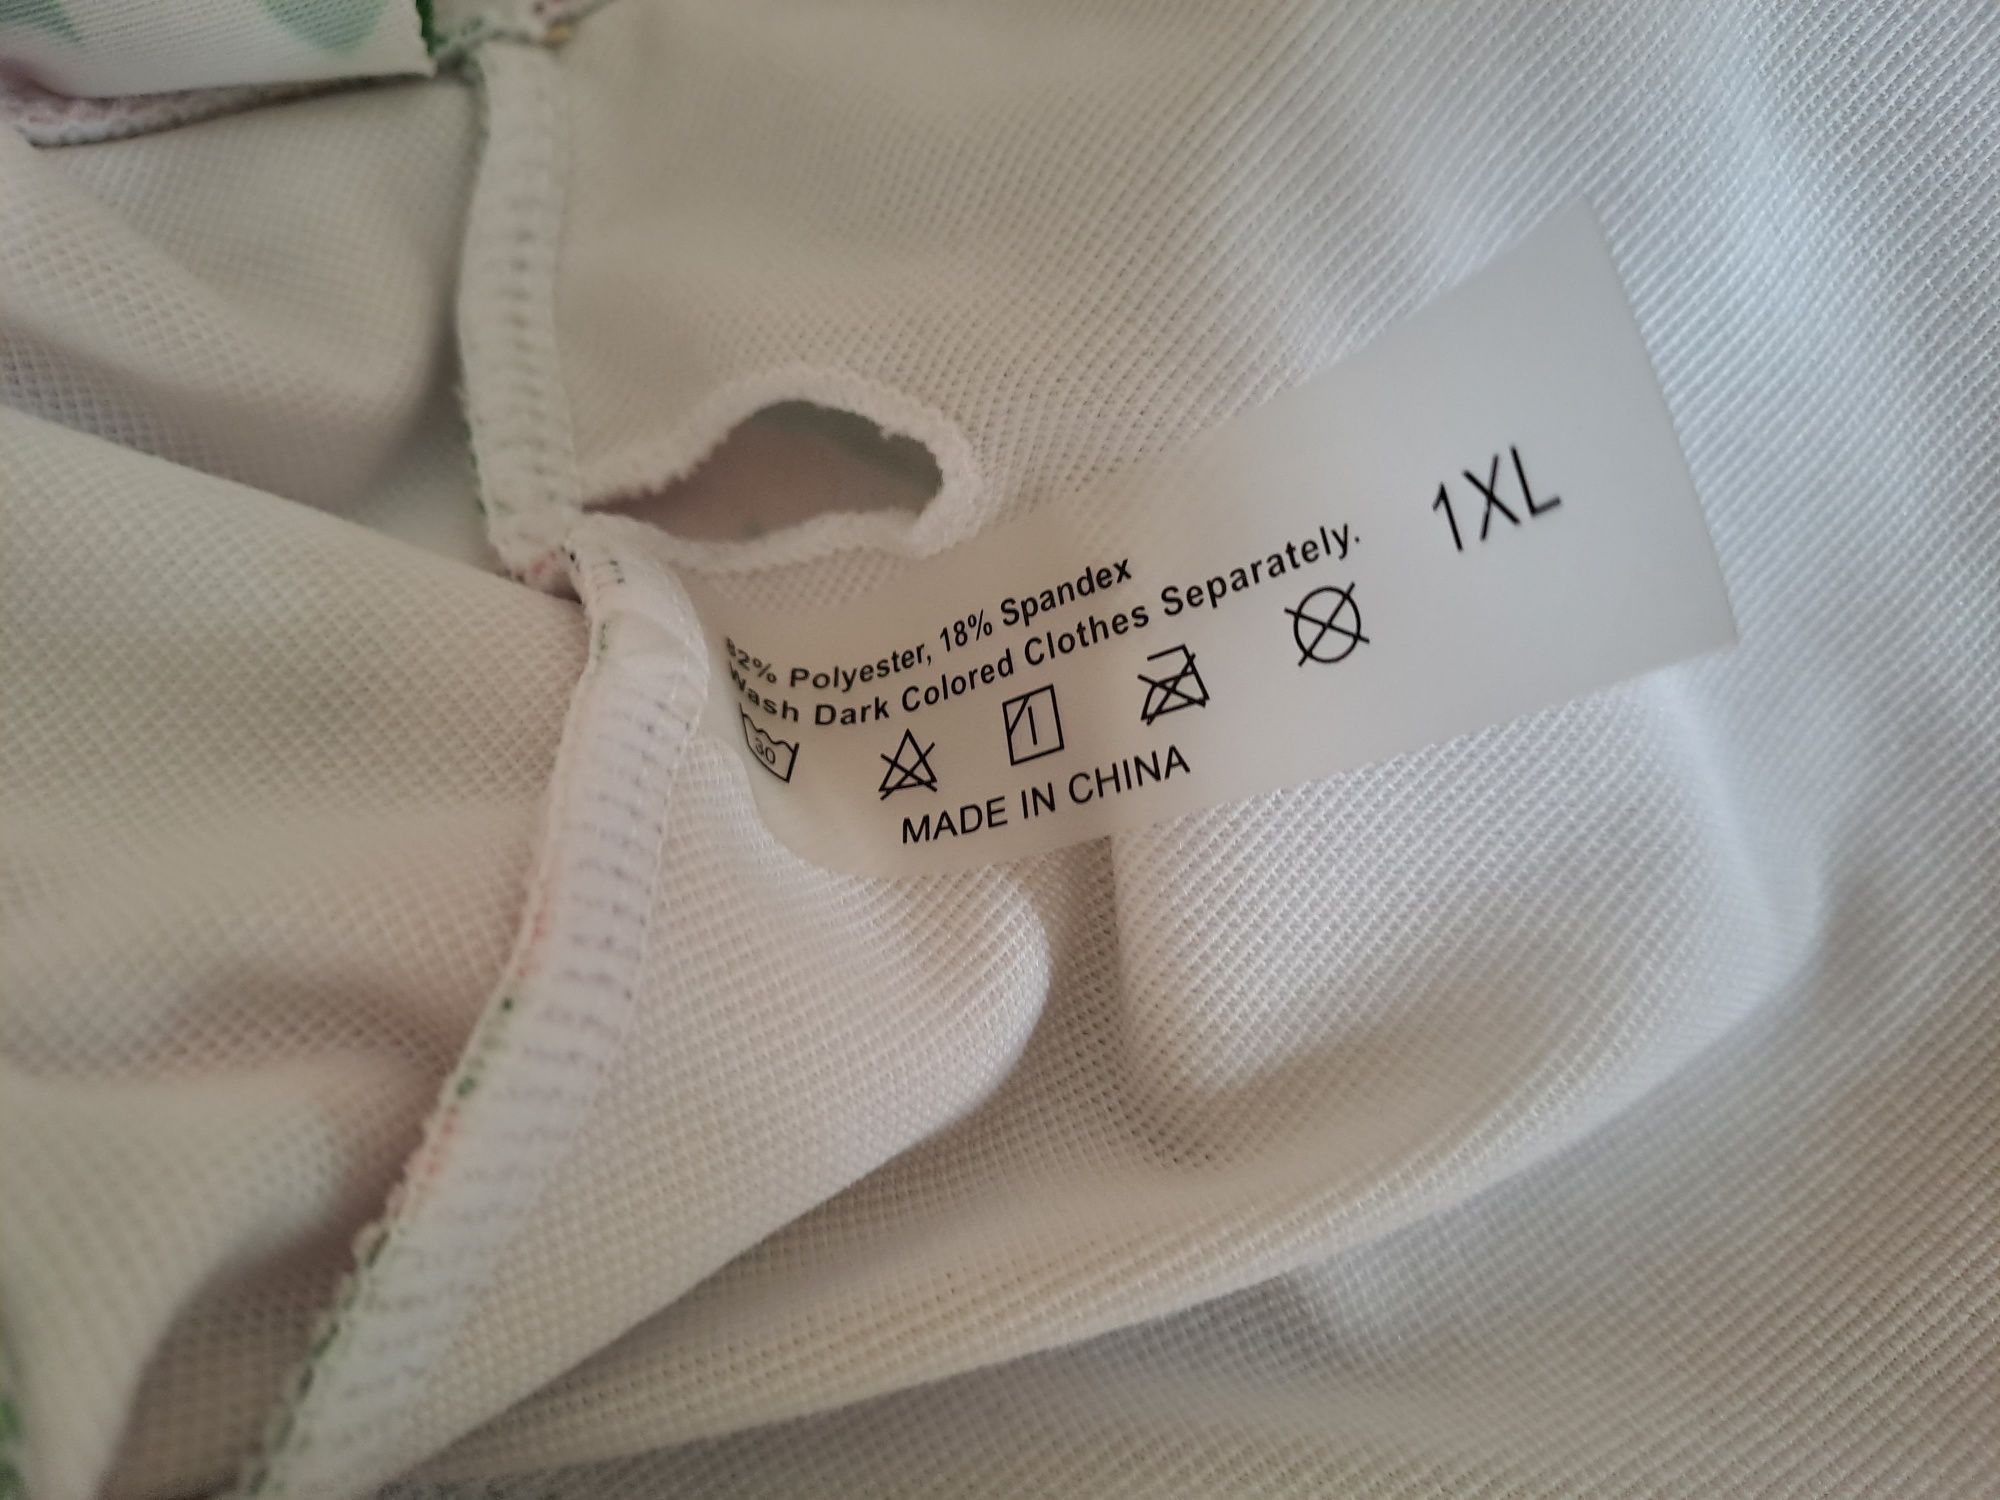 82% Polyester, 18% Spandex
Wash Dark Colored Clothes Separately.
1XL
30
MADE IN CHINA